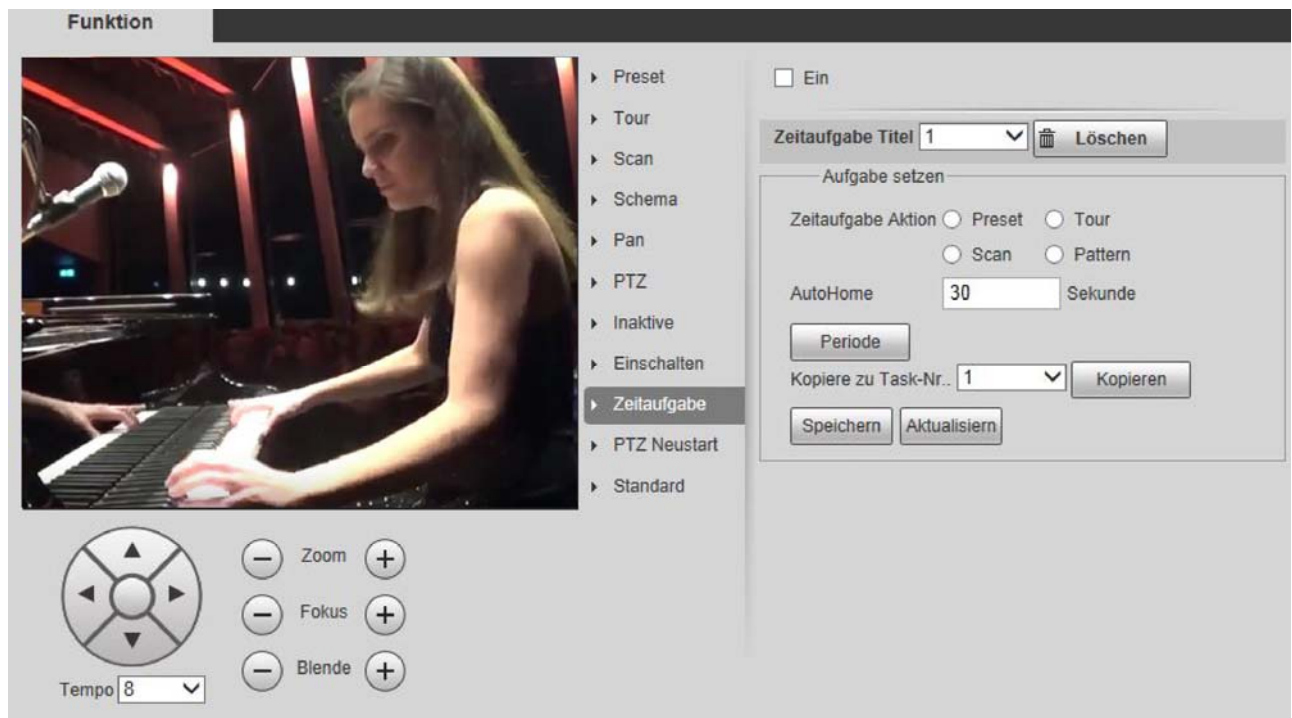 Funktion
Preset
Tour
Scan
Schema
Pan
PTZ
Inaktive
Einschalten
Zeitaufgabe
PTZ Neustart
Standard
Ein
Zeitaufgabe Titel 1 Löschen
Aufgabe setzen
Zeitaufgabe Aktion Preset Tour
Scan Pattern
AutoHome 30 Sekunde
Periode
Kopiere zu Task-Nr.. 1 Kopieren
Speichern Aktualisiern
Zoom
Fokus
Blende
Tempo 8